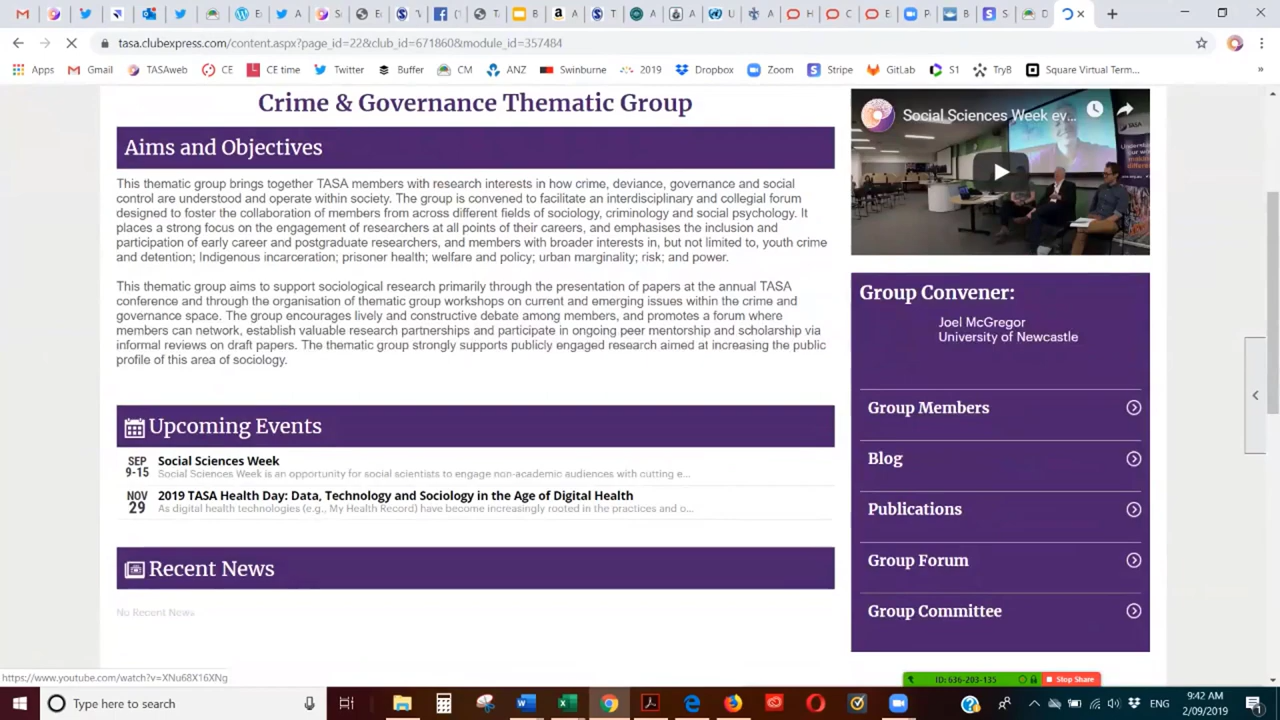 tasa.clubexpress.com/content.aspx?page_id=22&club_id=671860&module_id=357484
Apps Gmail TASAweb CE CE time Twitter Buffer CM ANZ Swinburne 2019 Dropbox Zoom Stripe GitLab S1 TryB Square Virtual Term...
Crime & Governance Thematic Group
Aims and Objectives
This thematic group brings together TASA members with research interests in how crime, deviance, governance and social
control are understood and operate within society. The group is convened to facilitate an interdisciplinary and collegial forum
designed to foster the collaboration of members from across different fields of sociology, criminology and social psychology. It
places a strong focus on the engagement of researchers at all points of their careers, and emphasises the inclusion and
participation of early career and postgraduate researchers, and members with broader interests in, but not limited to, youth crime
and detention; Indigenous incarceration; prisoner health; welfare and policy; urban marginality; risk; and power.
This thematic group aims to support sociological research primarily through the presentation of papers at the annual TASA
conference and through the organisation of thematic group workshops on current and emerging issues within the crime and
governance space. The group encourages lively and constructive debate among members, and promotes a forum where
members can network, establish valuable research partnerships and participate in ongoing peer mentorship and scholarship via
informal reviews on draft papers. The thematic group strongly supports publicly engaged research aimed at increasing the public
profile of this area of sociology.
Upcoming Events
SEP
9-15
Social Sciences Week
Social Sciences Week is an opportunity for social scientists to engage non-academic audiences with cutting e...
NOV
29
2019 TASA Health Day: Data, Technology and Sociology in the Age of Digital Health
As digital health technologies (e.g., My Health Record) have become increasingly rooted in the practices and o...
Recent News
No Recent News
Social Sciences Week ev...
TASA
Group Convener:
Joel McGregor
University of Newcastle
Group Members
Blog
Publications
Group Forum
Group Committee
https://www.youtube.com/watch?v=XNu68X16XNg
ID: 636-203-135 Stop Share
Type here to search
ENG
9:42 AM
2/09/2019